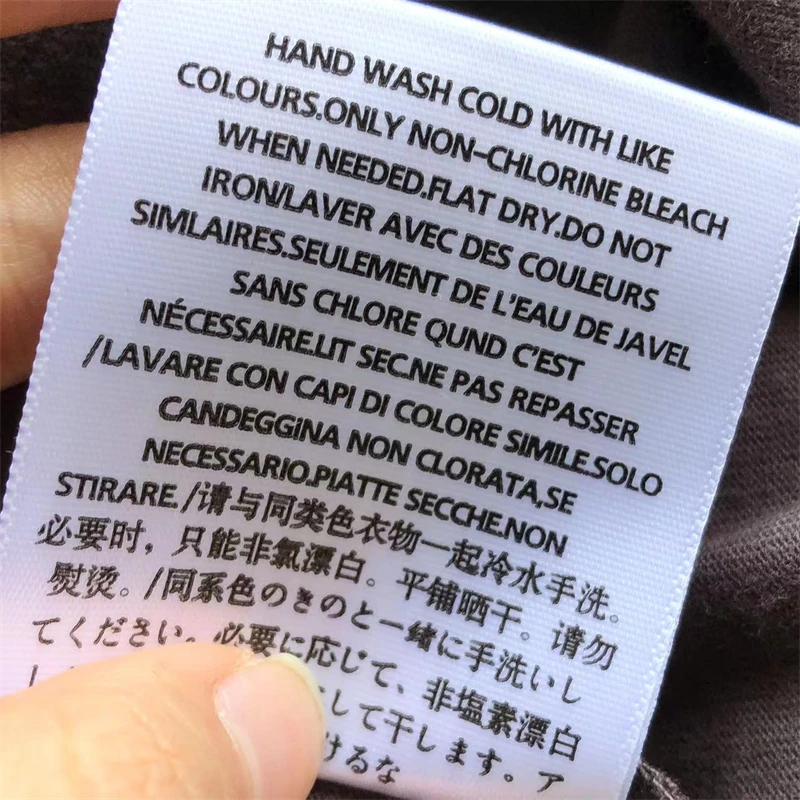 HAND WASH COLD WITH LIKE
COLOURS.ONLY NON-CHLORINE BLEACH
WHEN NEEDED.FLAT DRY.DO NOT
IRON/LAVER AVEC DES COULEURS
SIMLAIRES.SEULEMENT DE L'EAU DE JAVEL
SANS CHLORE QUND C'EST
NÉCESSAIRE.LIT SEC.NE PAS REPASSER
/LAVARE CON CAPI DI COLORE SIMILE.SOLO
CANDEGGINA NON CLORATA,SE
NECESSARIO.PIATTE SECCHE.NON
STIRARE./请与同类色衣物一起冷水手洗。
必要时，只能非氯漂白。平铺晒干。请勿
熨烫。/同系色のきのと一緒に手洗いし
てください。必要に応じて、非塩素漂白
し して干します。ア
けるな